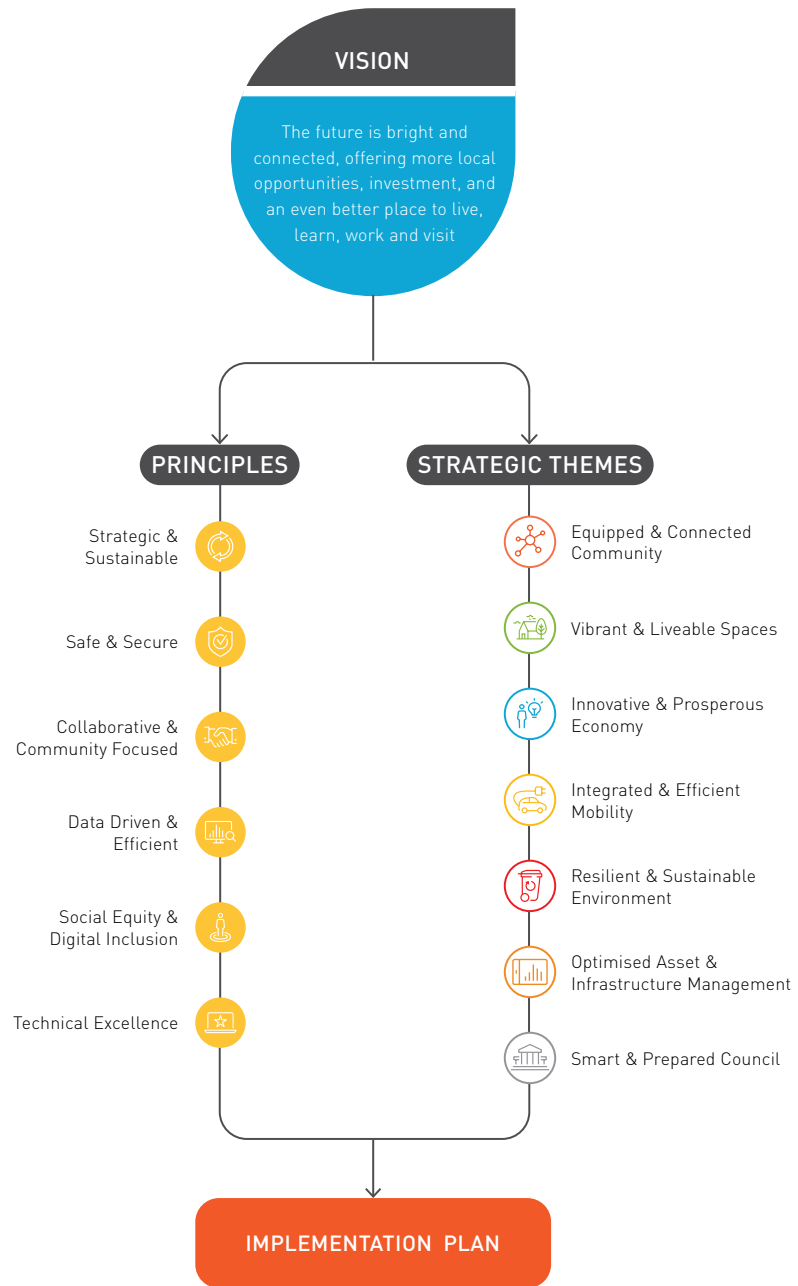 VISION
The future is bright and
connected, offering more local
opportunities, investment, and
an even better place to live,
learn, work and visit
PRINCIPLES
Strategic &
Sustainable
Safe & Secure
Collaborative &
Community Focused
Data Driven &
Efficient
Social Equity &
Digital Inclusion
Technical Excellence
STRATEGIC THEMES
Equipped & Connected
Community
Vibrant & Liveable Spaces
Innovative & Prosperous
Economy
Integrated & Efficient
Mobility
Resilient & Sustainable
Environment
Optimised Asset &
Infrastructure Management
Smart & Prepared Council
IMPLEMENTATION PLAN